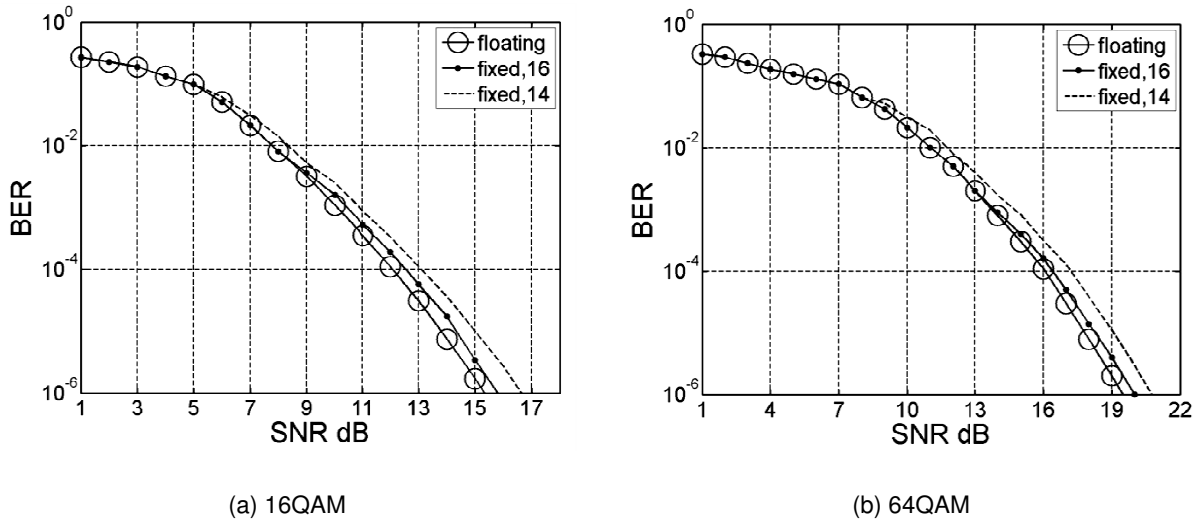 10^0
floating
fixed,16
fixed,14
10^-2
BER
10^-4
10^-6
1 3 5 7 9 11 13 15 17
SNR dB
(a) 16QAM
10^0
floating
fixed,16
fixed,14
10^-2
BER
10^-4
10^-6
1 4 7 10 13 16 19 22
SNR dB
(b) 64QAM